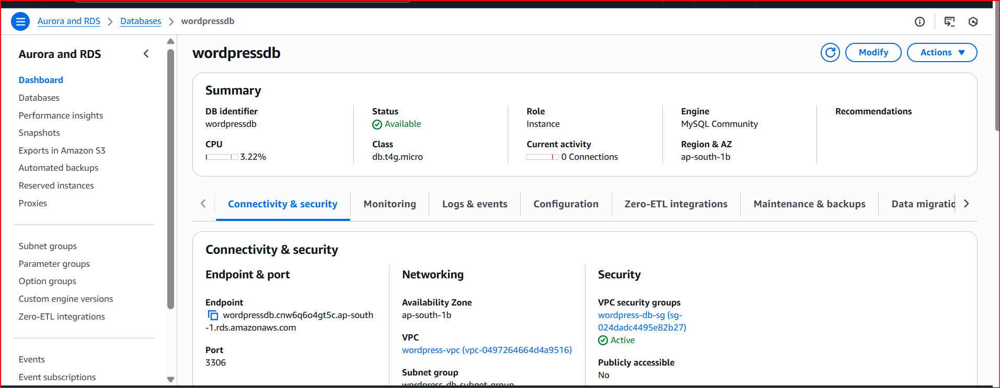 Aurora and RDS > Databases > wordpressdb
Aurora and RDS
Dashboard
Databases
Performance insights
Snapshots
Exports in Amazon S3
Automated backups
Reserved instances
Proxies
Subnet groups
Parameter groups
Option groups
Custom engine versions
Zero-ETL integrations
Events
Event subscriptions
wordpressdb
Modify
Actions
Summary
DB identifier
wordpressdb
Status
Available
Role
Instance
Engine
MySQL Community
Recommendations
CPU
3.22%
Class
db.t4g.micro
Current activity
0 Connections
Region & AZ
ap-south-1b
Connectivity & security
Monitoring
Logs & events
Configuration
Zero-ETL integrations
Maintenance & backups
Data migratio
Connectivity & security
Endpoint & port
Endpoint
wordpressdb.cnw6q6o4gt5c.ap-south
-1.rds.amazonaws.com
Port
3306
Networking
Availability Zone
ap-south-1b
VPC
wordpress-vpc (vpc-0497264664d4a9516)
Subnet group
wordpress-db-subnet-group
Security
VPC security groups
wordpress-db-sg (sg-
024dadc4495e82b27)
Active
Publicly accessible
No